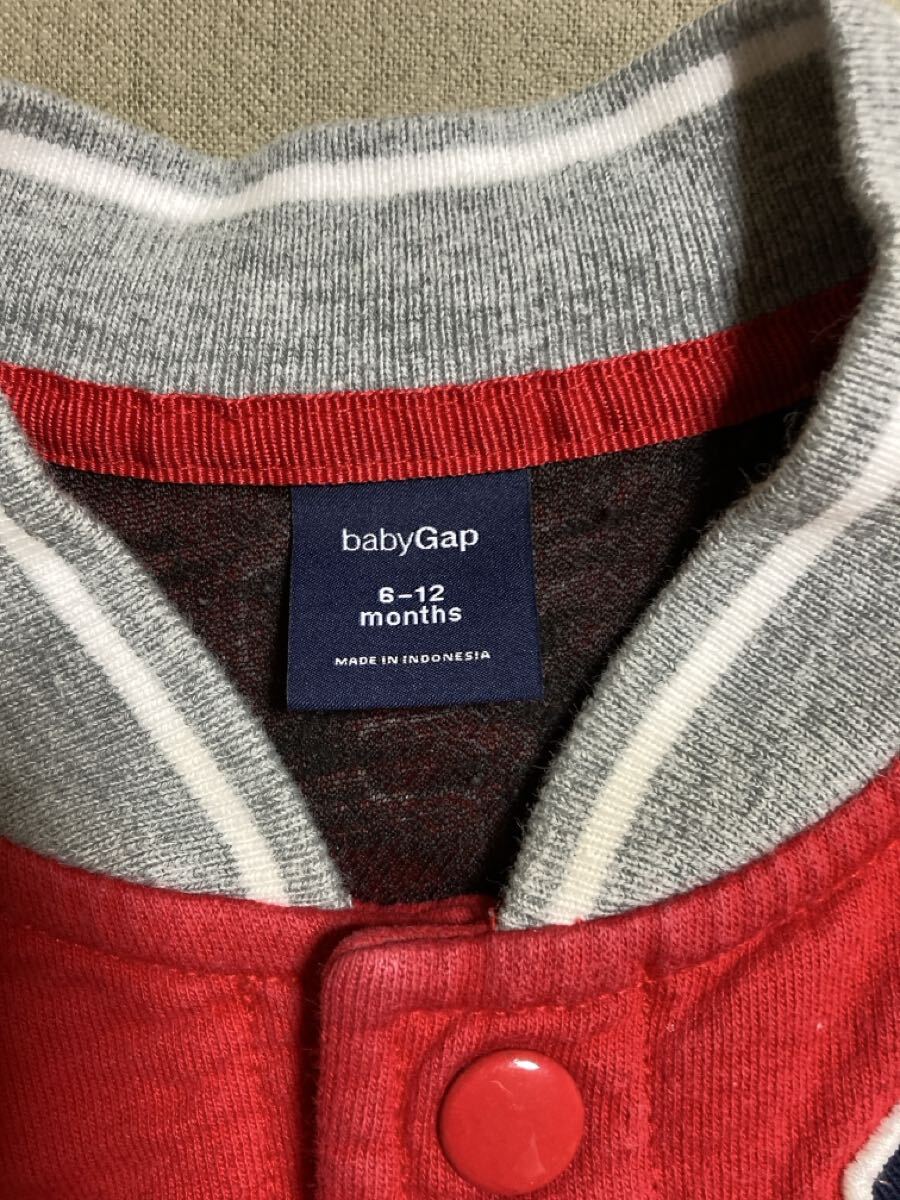 babyGap
6-12
months
MADE IN INDONESIA